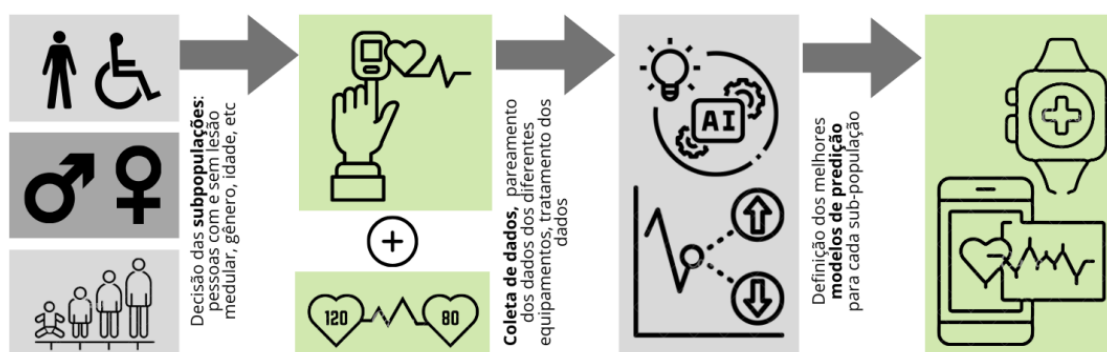 Decisão das subpopulações:
pessoas com e sem lesão
medular, gênero, idade, etc
120
80
Coleta de dados, pareamento
dos dados dos diferentes
equipamentos, tratamento dos
dados
AI
Definição dos melhores
modelos de predição
para cada sub-população